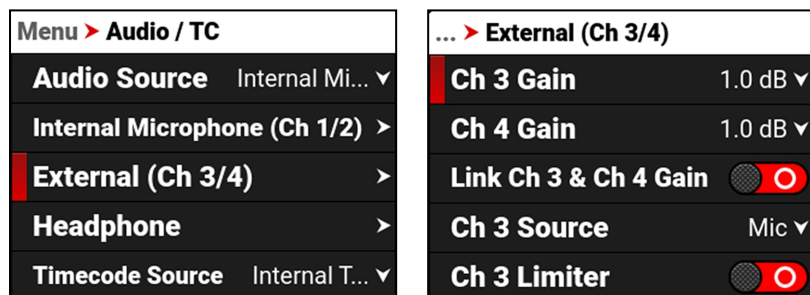 Menu ➤ Audio / TC
Audio Source Internal Mi...
Internal Microphone (Ch 1/2) >
External (Ch 3/4) >
Headphone >
Timecode Source Internal T...
... ➤ External (Ch 3/4)
Ch 3 Gain 1.0 dB
Ch 4 Gain 1.0 dB
Link Ch 3 & Ch 4 Gain
Ch 3 Source Mic
Ch 3 Limiter